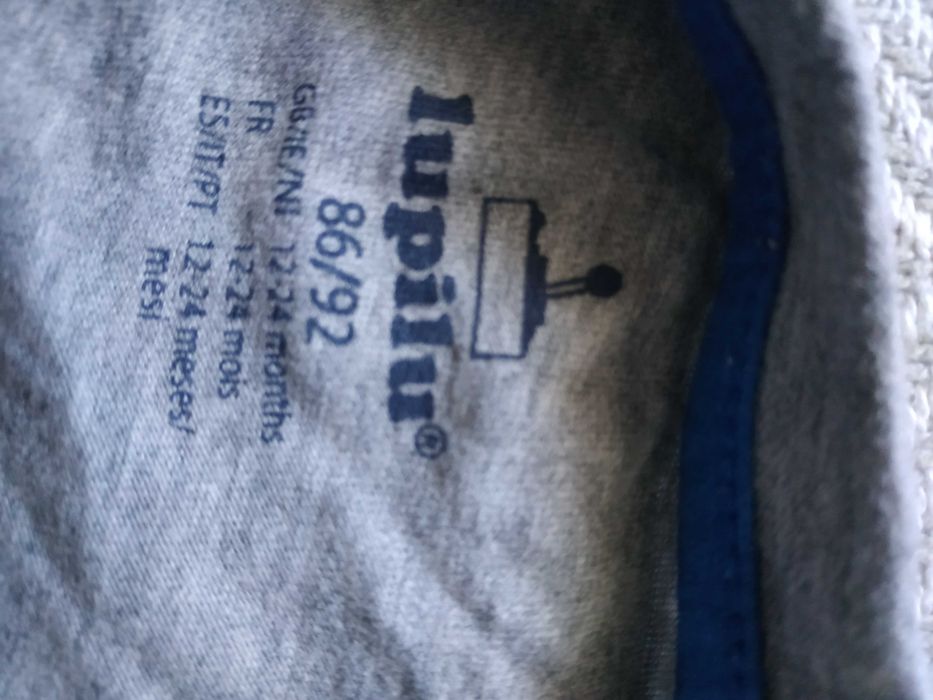 lupilu®
86/92
GB/IE/NI 12-24 months
FR 12-24 mois
ES/IT/PT 12-24 meses/
mesi